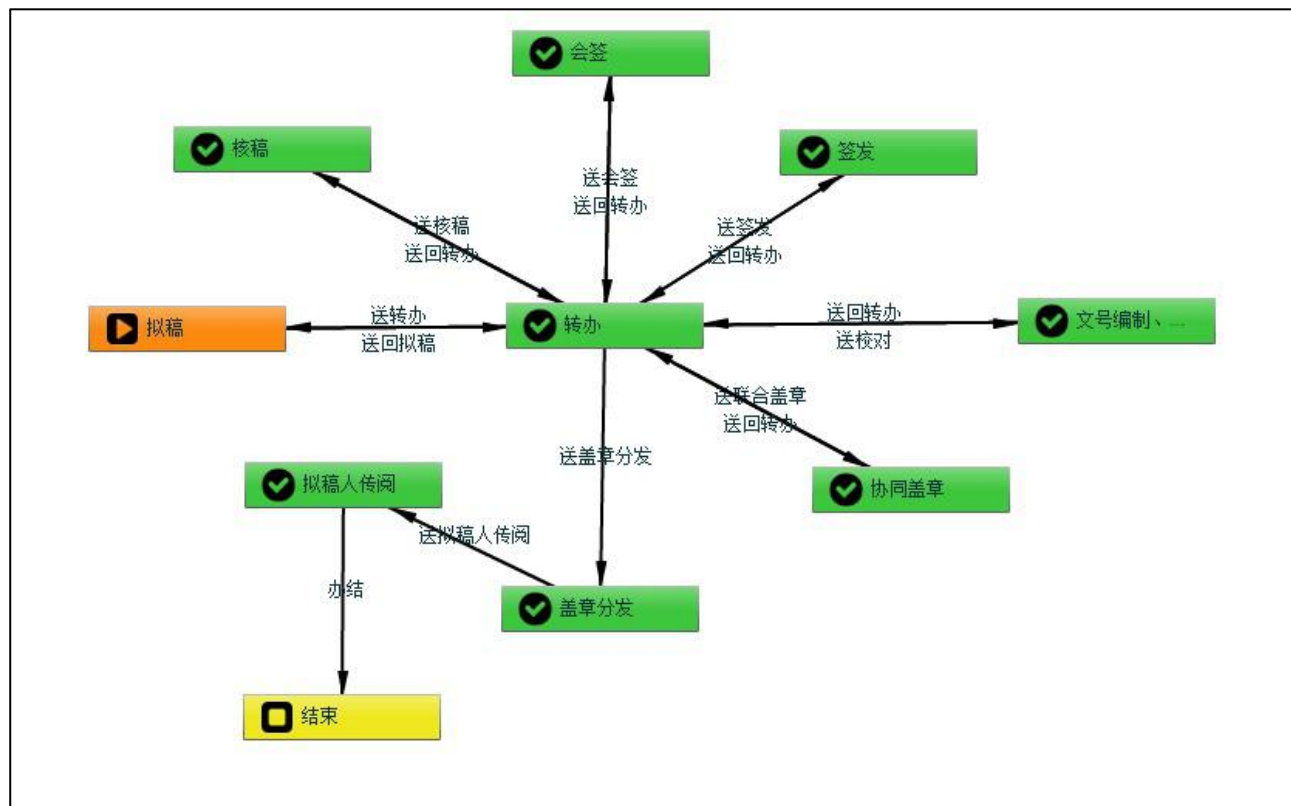 会签
核稿
签发
送会签
送回转办
送核稿
送回转办
送签发
送回转办
拟稿
送转办
送回拟稿
转办
送回转办
送校对
文号编制、...
送联合盖章
送回转办
送盖章分发
拟稿人传阅
协同盖章
送拟稿人传阅
办结
盖章分发
结束